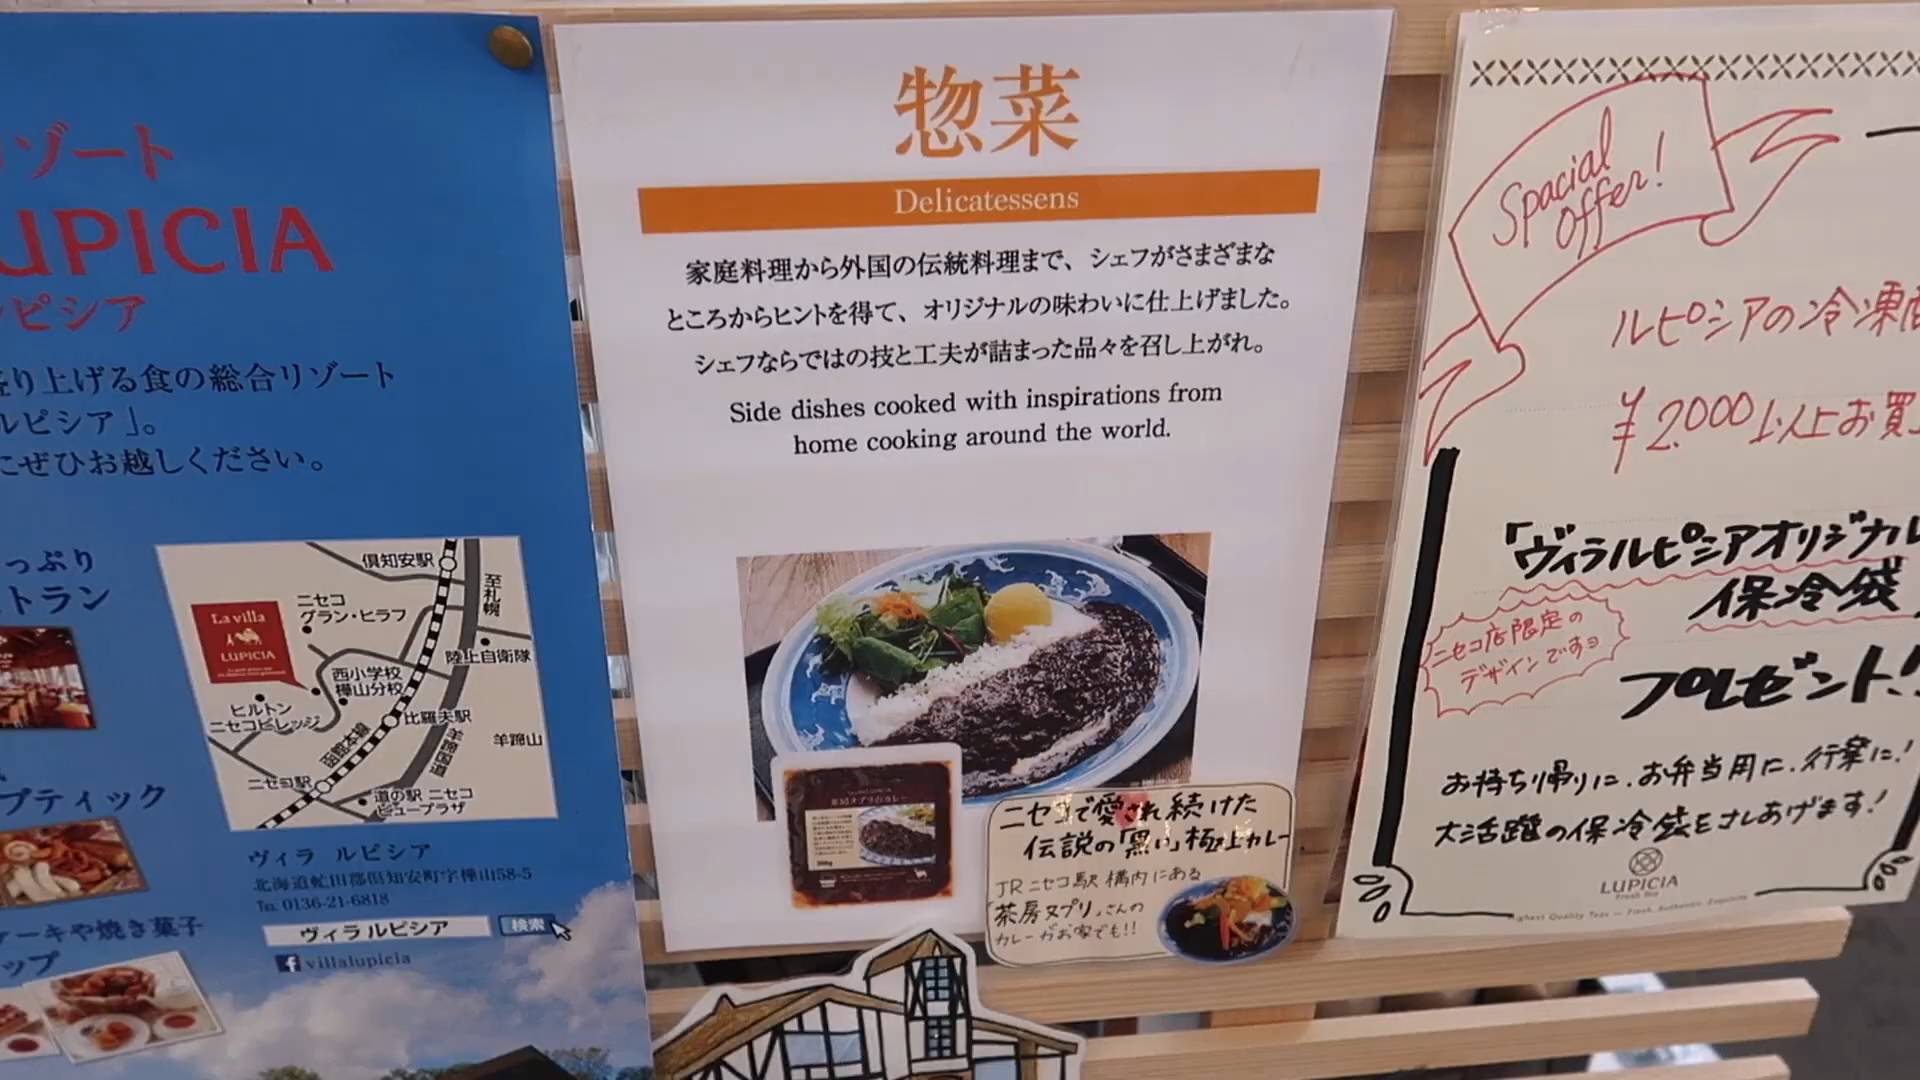 リゾート
LUPICIA
ルピシア
盛り上げる食の総合リゾート
ルピシア」。
にぜひお越しください。
っぷり
トラン
俱知安駅
至札幌
ニセコ
グラン・ヒラフ
La villa
LUPICIA
陸上自衛隊
西小学校
樺山分校
ヒルトン
ニセコビレッジ
比羅夫駅
函館本線
羊蹄国道
羊蹄山
ニセコ駅
道の駅 ニセコ
ビュープラザ
ブティック
ヴィラ ルピシア
北海道虻田郡倶知安町字樺山58-5
Tel. 0136-21-6818
ヴィラ ルピシア
検索
villalupicia
ケーキや焼き菓子
ップ
惣菜
Delicatessens
家庭料理から外国の伝統料理まで、シェフがさまざまな
ところからヒントを得て、オリジナルの味わいに仕上げました。
シェフならではの技と工夫が詰まった品々を召し上がれ。
Side dishes cooked with inspirations from
home cooking around the world.
ニセコで愛され続けた
伝説の「黒い」極上カレー
JRニセコ駅構内にある
「茶房ヌプリ」さんの
カレーがお家でも!!
Spacial
Offer!
ルピシアの冷凍
¥2,000以上お買
「ヴィラルピシアオリジナル
保冷袋
ニセコ店限定の
デザインですョ
プレゼント!!
お持ち帰りに、お弁当用に、行楽に!
大活躍の保冷袋をさしあげます!
LUPICIA
Fresh Tea
Highest Quality Teas — Fresh, Authentic, Exquisite